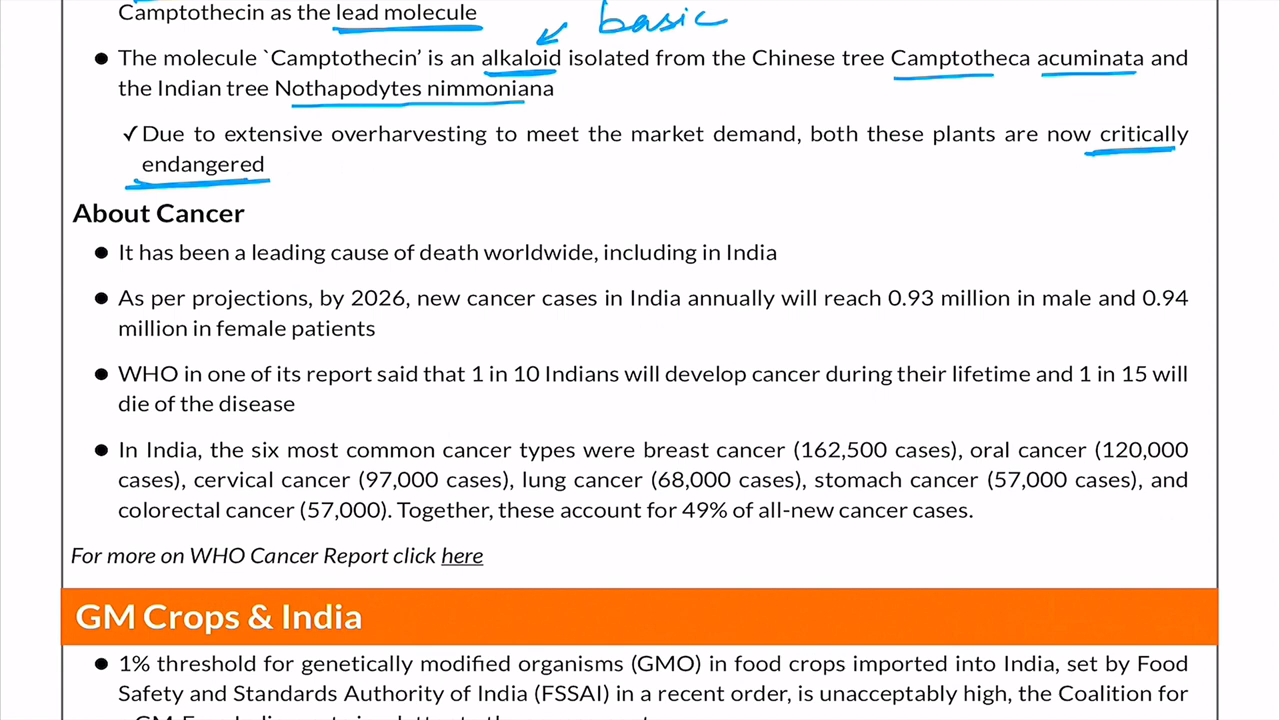 Camptothecin as the lead molecule
basic
● The molecule `Camptothecin' is an alkaloid isolated from the Chinese tree Camptotheca acuminata and
the Indian tree Nothapodytes nimmoniana
✓Due to extensive overharvesting to meet the market demand, both these plants are now critically
endangered
About Cancer
● It has been a leading cause of death worldwide, including in India
● As per projections, by 2026, new cancer cases in India annually will reach 0.93 million in male and 0.94
million in female patients
● WHO in one of its report said that 1 in 10 Indians will develop cancer during their lifetime and 1 in 15 will
die of the disease
● In India, the six most common cancer types were breast cancer (162,500 cases), oral cancer (120,000
cases), cervical cancer (97,000 cases), lung cancer (68,000 cases), stomach cancer (57,000 cases), and
colorectal cancer (57,000). Together, these account for 49% of all-new cancer cases.
For more on WHO Cancer Report click here
GM Crops & India
● 1% threshold for genetically modified organisms (GMO) in food crops imported into India, set by Food
Safety and Standards Authority of India (FSSAI) in a recent order, is unacceptably high, the Coalition for